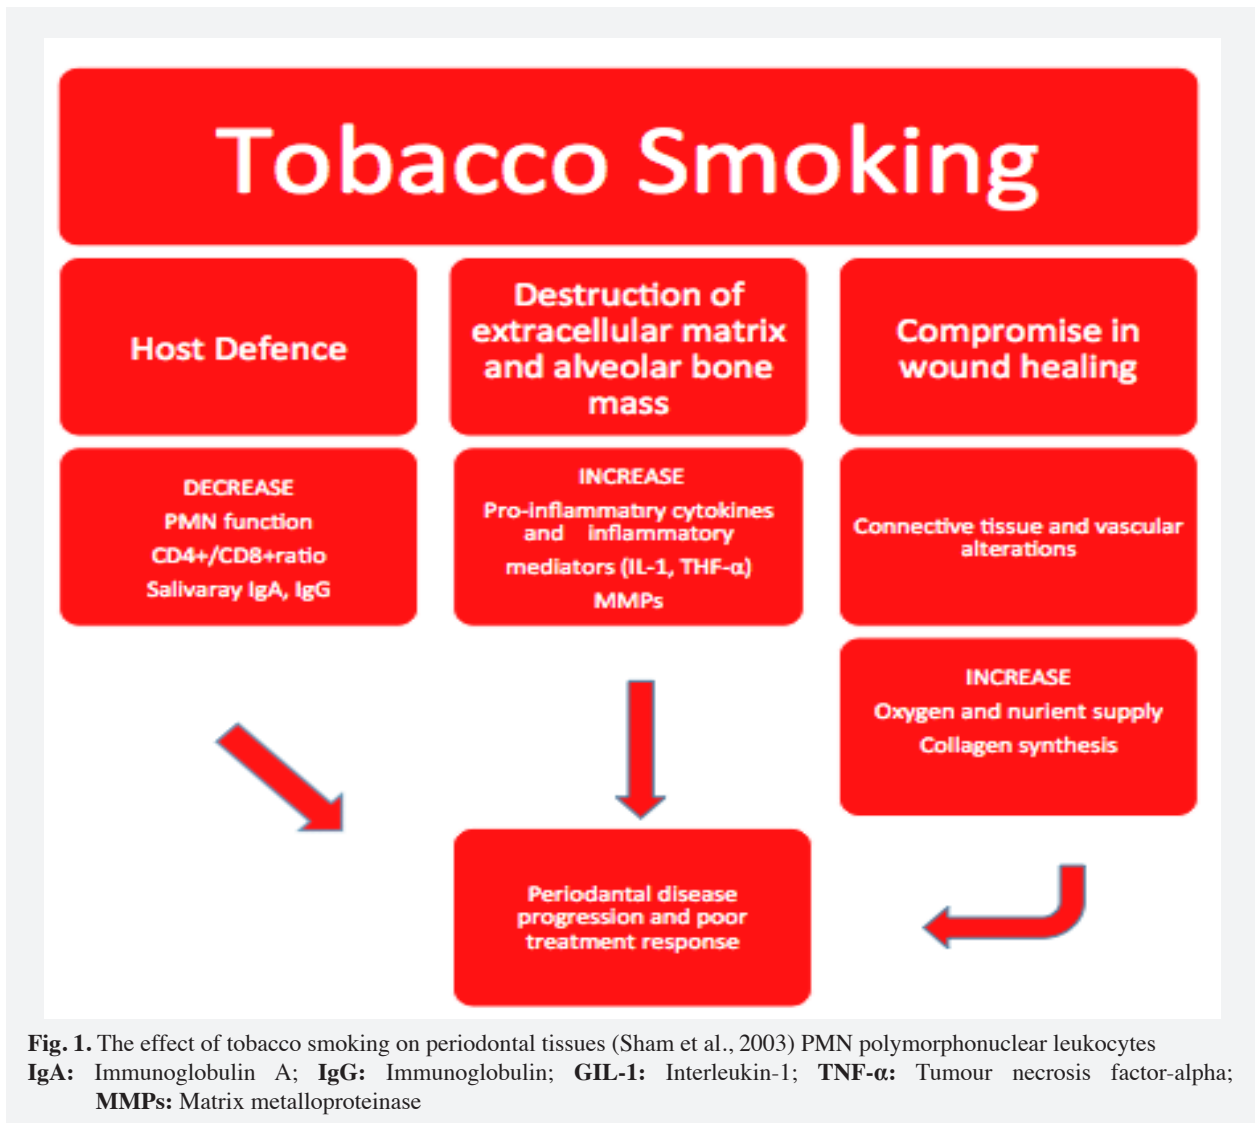 Tobacco Smoking
Host Defence
Destruction of
extracellular matrix
and alveolar bone
mass
Compromise in
wound healing
DECREASE
PMN function
CD4+/CD8+ratio
Salivaray IgA, IgG
INCREASE
Pro-inflammatıry cytokines
and inflammatory
mediators (IL-1, THF-α)
MMPs
Connective tissue and vascular
alterations
INCREASE
Oxygen and nurient supply
Collagen synthesis
Periodantal disease
progression and poor
treatment response
Fig. 1. The effect of tobacco smoking on periodontal tissues (Sham et al., 2003) PMN polymorphonuclear leukocytes
IgA: Immunoglobulin A; IgG: Immunoglobulin; GIL-1: Interleukin-1; TNF-α: Tumour necrosis factor-alpha;
MMPs: Matrix metalloproteinase